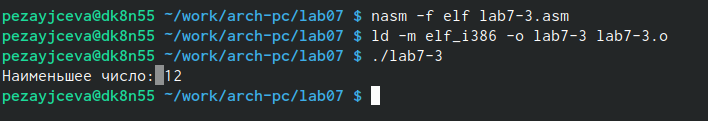 pezayjceva@dk8n55 ~/work/arch-pc/lab07 $ nasm -f elf lab7-3.asm
pezayjceva@dk8n55 ~/work/arch-pc/lab07 $ ld -m elf_i386 -o lab7-3 lab7-3.o
pezayjceva@dk8n55 ~/work/arch-pc/lab07 $ ./lab7-3
Наименьшее число: 12
pezayjceva@dk8n55 ~/work/arch-pc/lab07 $